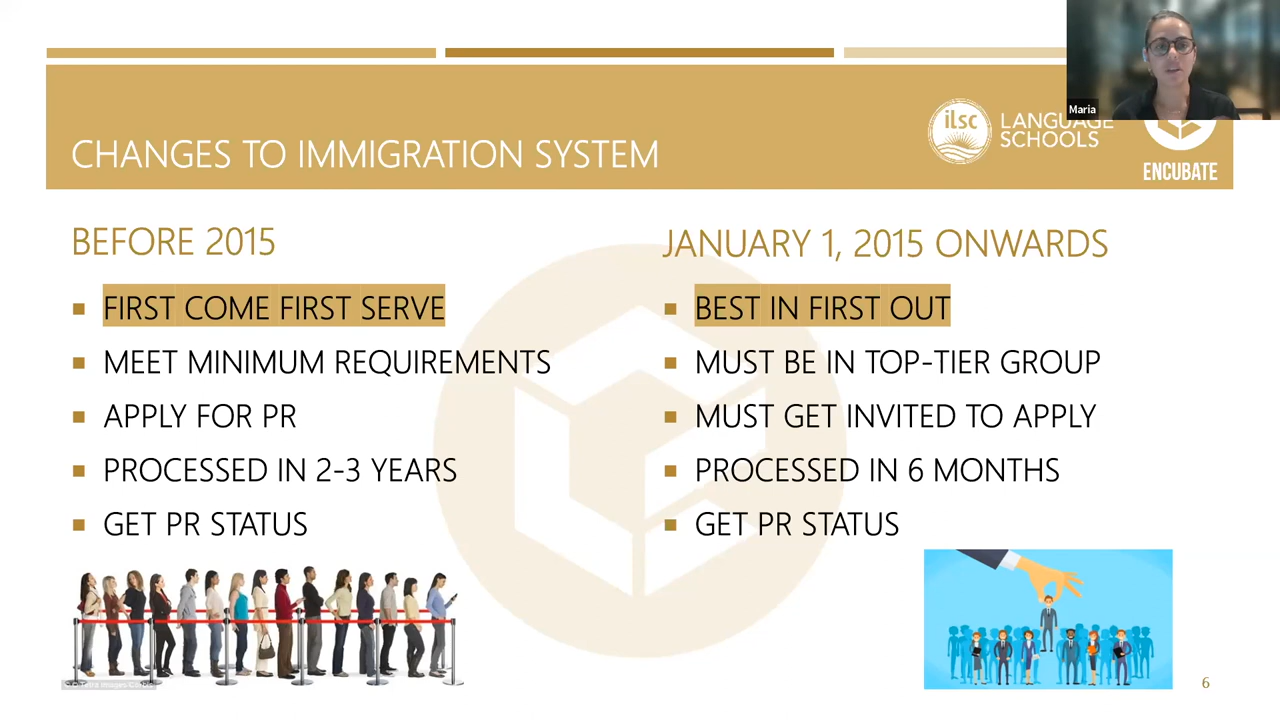 Maria
ilsc
LANGUAGE
SCHOOLS
ENCUBATE
CHANGES TO IMMIGRATION SYSTEM
BEFORE 2015
FIRST COME FIRST SERVE
MEET MINIMUM REQUIREMENTS
APPLY FOR PR
PROCESSED IN 2-3 YEARS
GET PR STATUS
JANUARY 1, 2015 ONWARDS
BEST IN FIRST OUT
MUST BE IN TOP-TIER GROUP
MUST GET INVITED TO APPLY
PROCESSED IN 6 MONTHS
GET PR STATUS
6